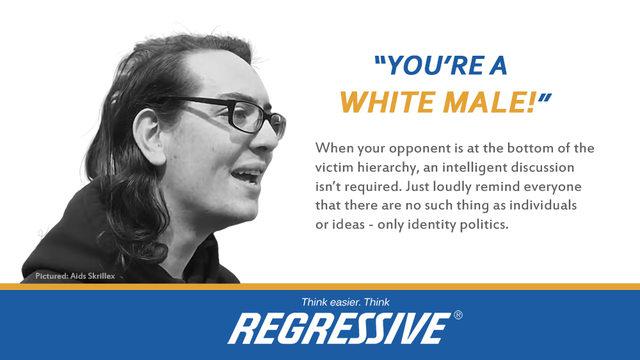 “YOU’RE A
WHITE MALE!”
When your opponent is at the bottom of the
victim hierarchy, an intelligent discussion
isn’t required. Just loudly remind everyone
that there are no such thing as individuals
or ideas - only identity politics.
Pictured: Aids Skrillex
Think easier. Think
REGRESSIVE®